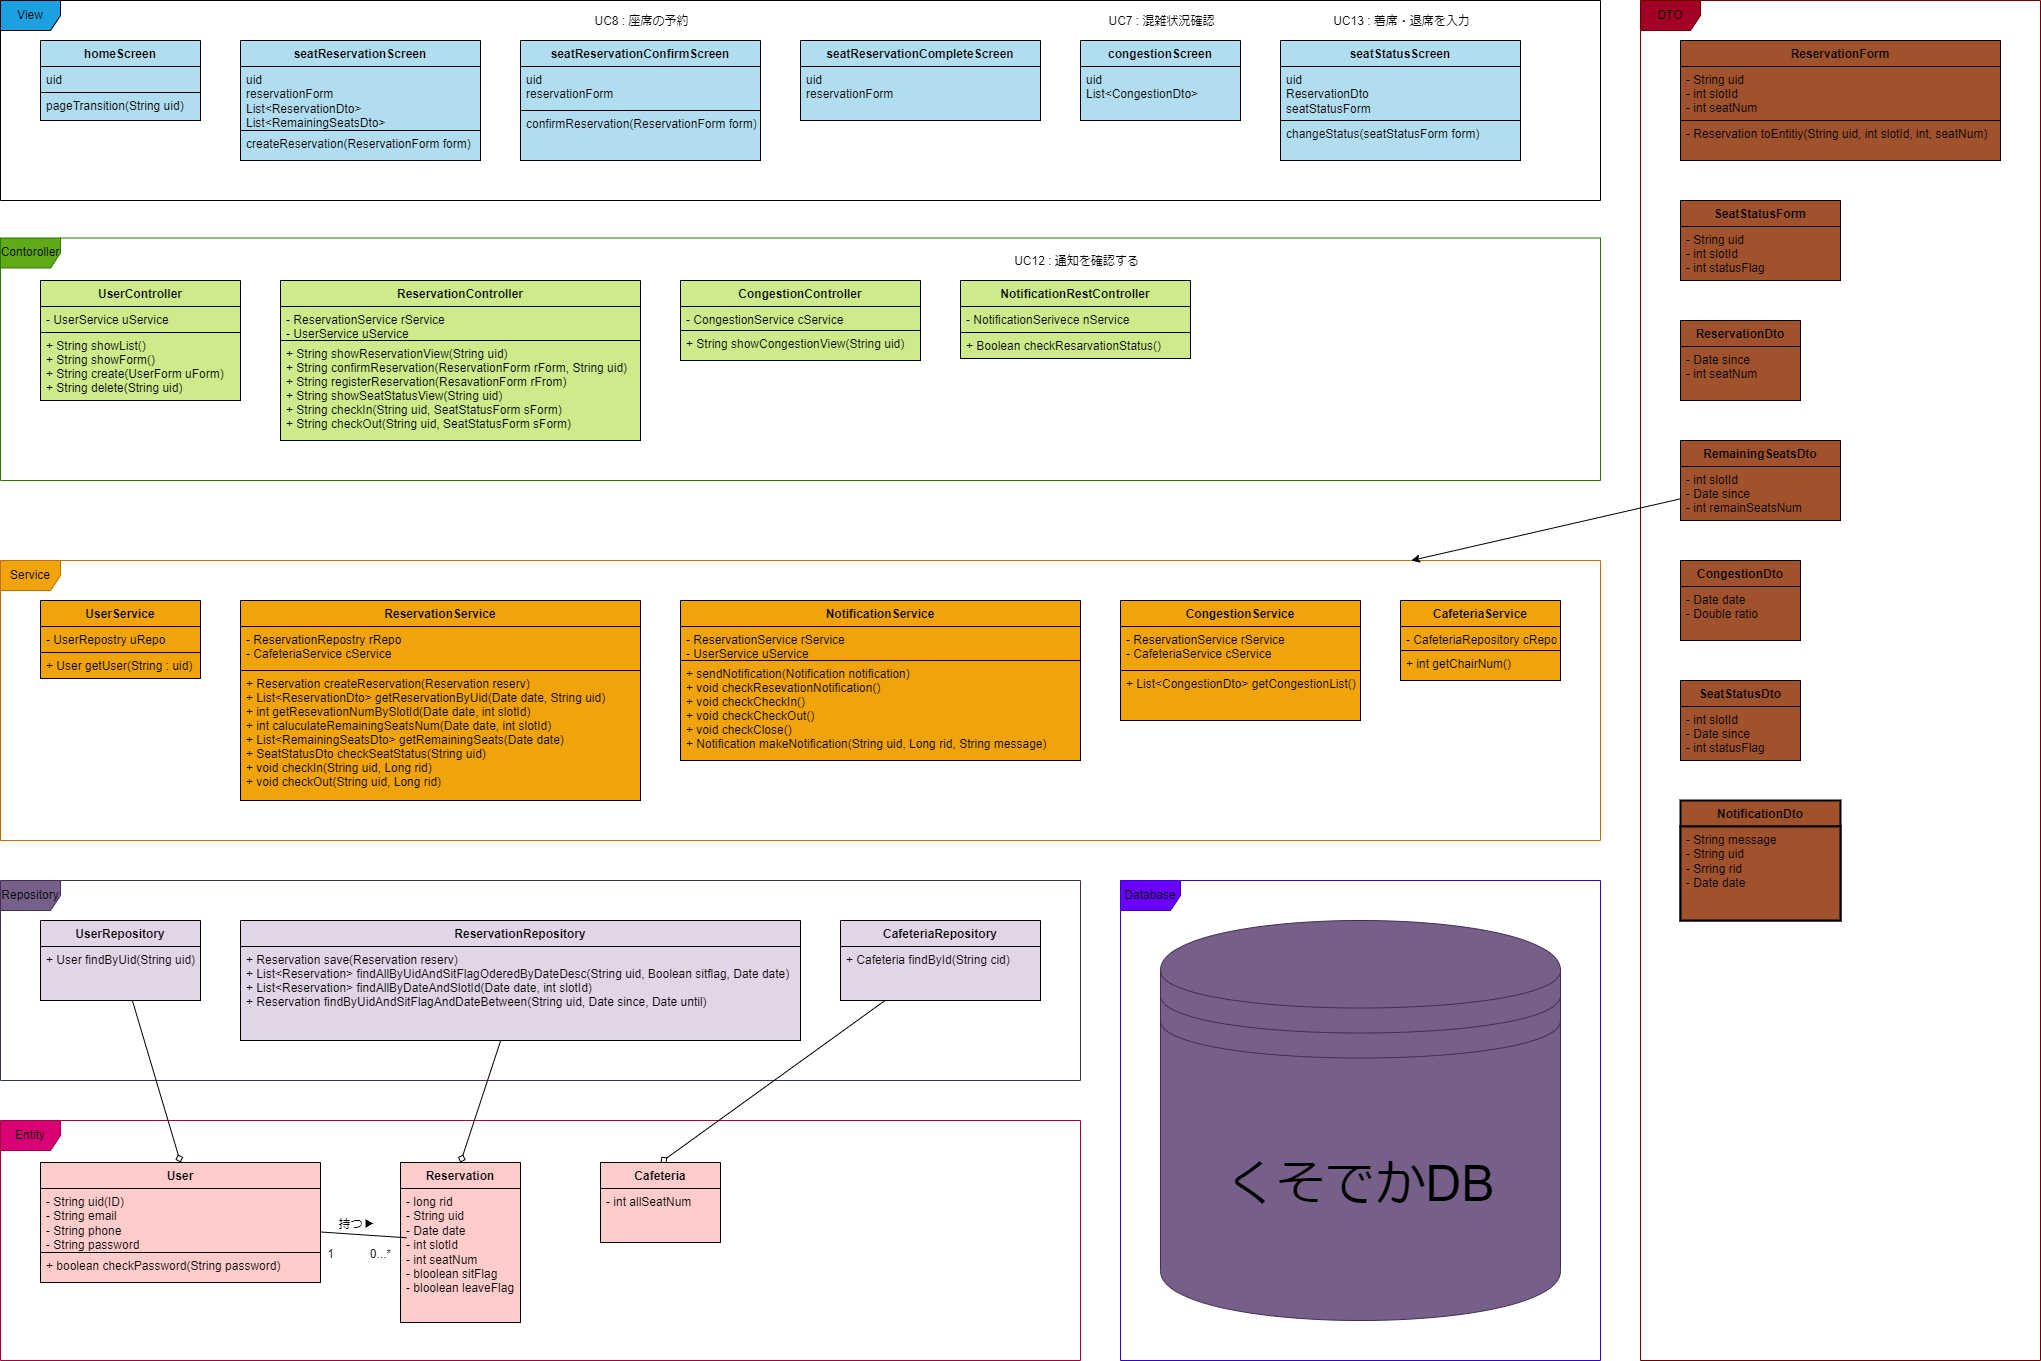 View
UC8 : 座席の予約
UC7 : 混雑状況確認
UC13 : 着席・退席を入力
homeScreen
uid
pageTransition(String uid)
seatReservationScreen
uid
reservationForm
List<ReservationDto>
List<RemainingSeatsDto>
createReservation(ReservationForm form)
seatReservationConfirmScreen
uid
reservationForm
confirmReservation(ReservationForm form)
seatReservationCompleteScreen
uid
reservationForm
congestionScreen
uid
List<CongestionDto>
seatStatusScreen
uid
ReservationDto
seatStatusForm
changeStatus(seatStatusForm form)
Contoroller
UC12 : 通知を確認する
UserController
- UserService uService
+ String showList()
+ String showForm()
+ String create(UserForm uForm)
+ String delete(String uid)
ReservationController
- ReservationService rService
- UserService uService
+ String showReservationView(String uid)
+ String confirmReservation(ReservationForm rForm, String uid)
+ String registerReservation(ResavationForm rFrom)
+ String showSeatStatusView(String uid)
+ String checkIn(String uid, SeatStatusForm sForm)
+ String checkOut(String uid, SeatStatusForm sForm)
CongestionController
- CongestionService cService
+ String showCongestionView(String uid)
NotificationRestController
- NotificationSerivece nService
+ Boolean checkResarvationStatus()
Service
UserService
- UserRepostry uRepo
+ User getUser(String : uid)
ReservationService
- ReservationRepostry rRepo
- CafeteriaService cService
+ Reservation createReservation(Reservation reserv)
+ List<ReservationDto> getReservationByUid(Date date, String uid)
+ int getResevationNumBySlotId(Date date, int slotId)
+ int caluculateRemainingSeatsNum(Date date, int slotId)
+ List<RemainingSeatsDto> getRemainingSeats(Date date)
+ SeatStatusDto checkSeatStatus(String uid)
+ void checkIn(String uid, Long rid)
+ void checkOut(String uid, Long rid)
NotificationService
- ReservationService rService
- UserService uService
+ sendNotification(Notification notification)
+ void checkResevationNotification()
+ void checkCheckIn()
+ void checkCheckOut()
+ void checkClose()
+ Notification makeNotification(String uid, Long rid, String message)
CongestionService
- ReservationService rService
- CafeteriaService cService
+ List<CongestionDto> getCongestionList()
CafeteriaService
- CafeteriaRepository cRepo
+ int getChairNum()
Repository
UserRepository
+ User findByUid(String uid)
ReservationRepository
+ Reservation save(Reservation reserv)
+ List<Reservation> findAllByUidAndSitFlagOderedByDateDesc(String uid, Boolean sitflag, Date date)
+ List<Reservation> findAllByDateAndSlotId(Date date, int slotId)
+ Reservation findByUidAndSitFlagAndDateBetween(String uid, Date since, Date until)
CafeteriaRepository
+ Cafeteria findById(String cid)
Entity
User
- String uid(ID)
- String email
- String phone
- String password
+ boolean checkPassword(String password)
持つ▶
1
0...*
Reservation
- long rid
- String uid
- Date date
- int slotId
- int seatNum
- bloolean sitFlag
- bloolean leaveFlag
Cafeteria
- int allSeatNum
Database
くそでかDB
DTO
ReservationForm
- String uid
- int slotId
- int seatNum
- Reservation toEntitiy(String uid, int slotId, int, seatNum)
SeatStatusForm
- String uid
- int slotId
- int statusFlag
ReservationDto
- Date since
- int seatNum
RemainingSeatsDto
- int slotId
- Date since
- int remainSeatsNum
CongestionDto
- Date date
- Double ratio
SeatStatusDto
- int slotId
- Date since
- int statusFlag
NotificationDto
- String message
- String uid
- Srring rid
- Date date